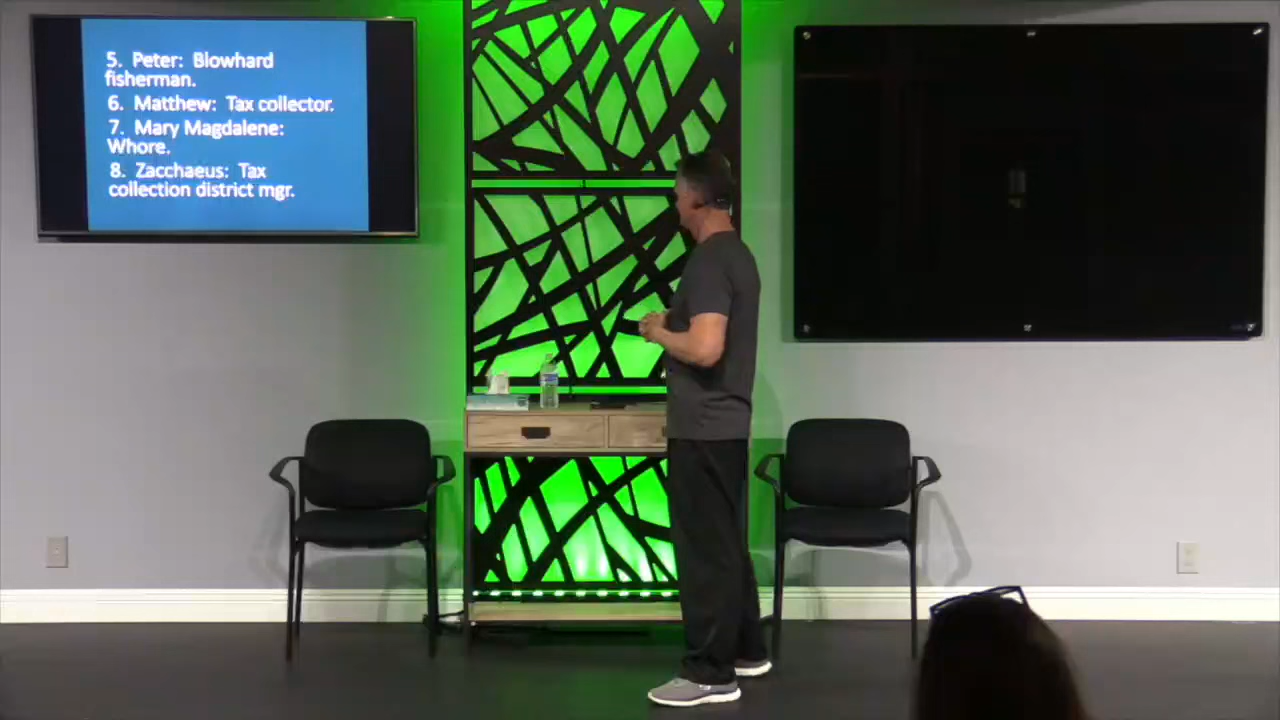 5. Peter: Blowhard
fisherman.
6. Matthew: Tax collector.
7. Mary Magdalene:
Whore.
8. Zacchaeus: Tax
collection district mgr.